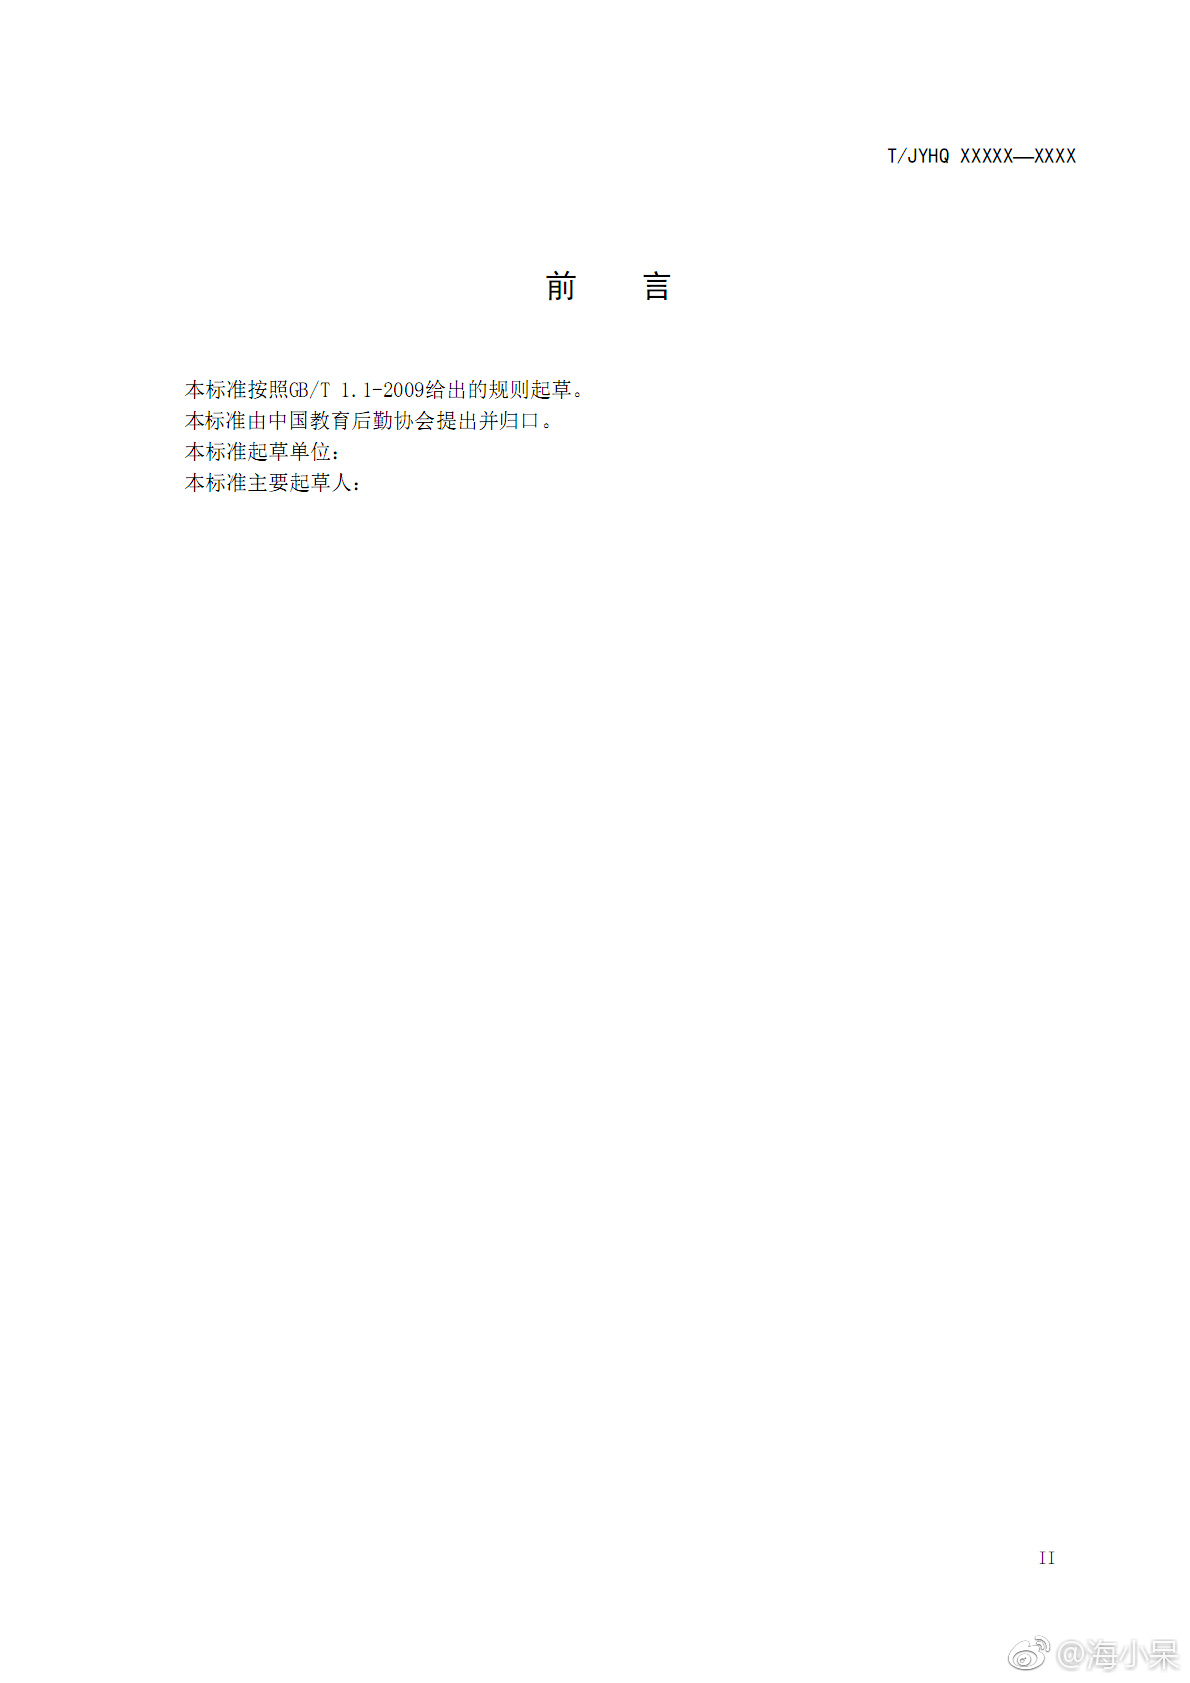 T/JYHQ XXXXX—XXXX
前 言
本标准按照GB/T 1.1-2009给出的规则起草。
本标准由中国教育后勤协会提出并归口。
本标准起草单位：
本标准主要起草人：
II
@海小呆